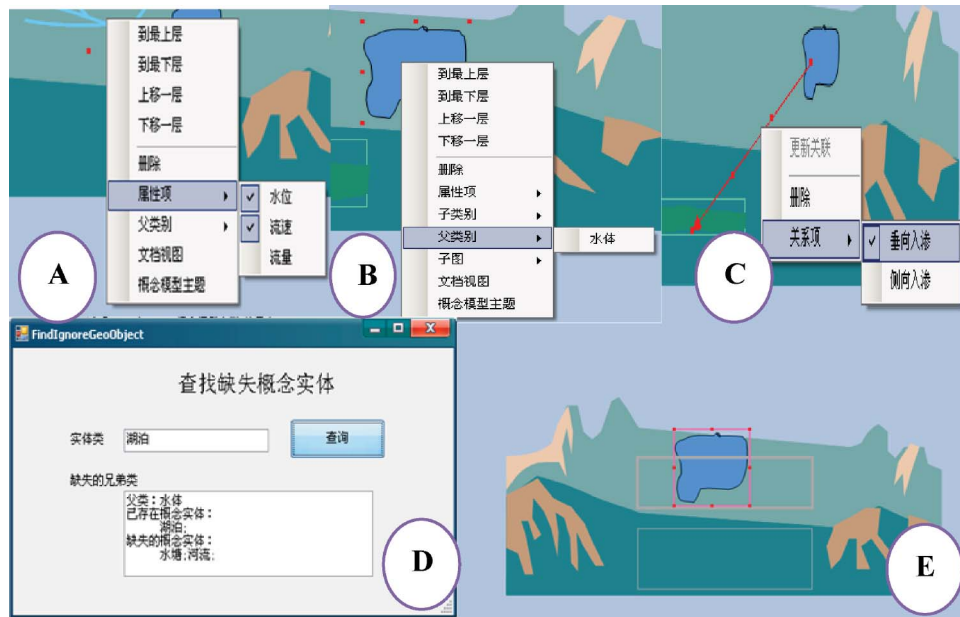 到最上层
到最下层
上移一层
下移一层
删除
属性项
水位
父类别
流速
文档视图
流量
概念模型主题
A
到最上层
到最下层
上移一层
下移一层
删除
属性项
子类别
父类别
水体
子图
文档视图
概念模型主题
B
更新关联
删除
关系项
垂向入渗
侧向入渗
C
FindIgnoreGeoObject
查找缺失概念实体
实体类
湖泊
查询
缺失的兄弟类
父类：水体
已存在概念实体：
湖泊;
缺失的概念实体：
水塘;河流;
D
E